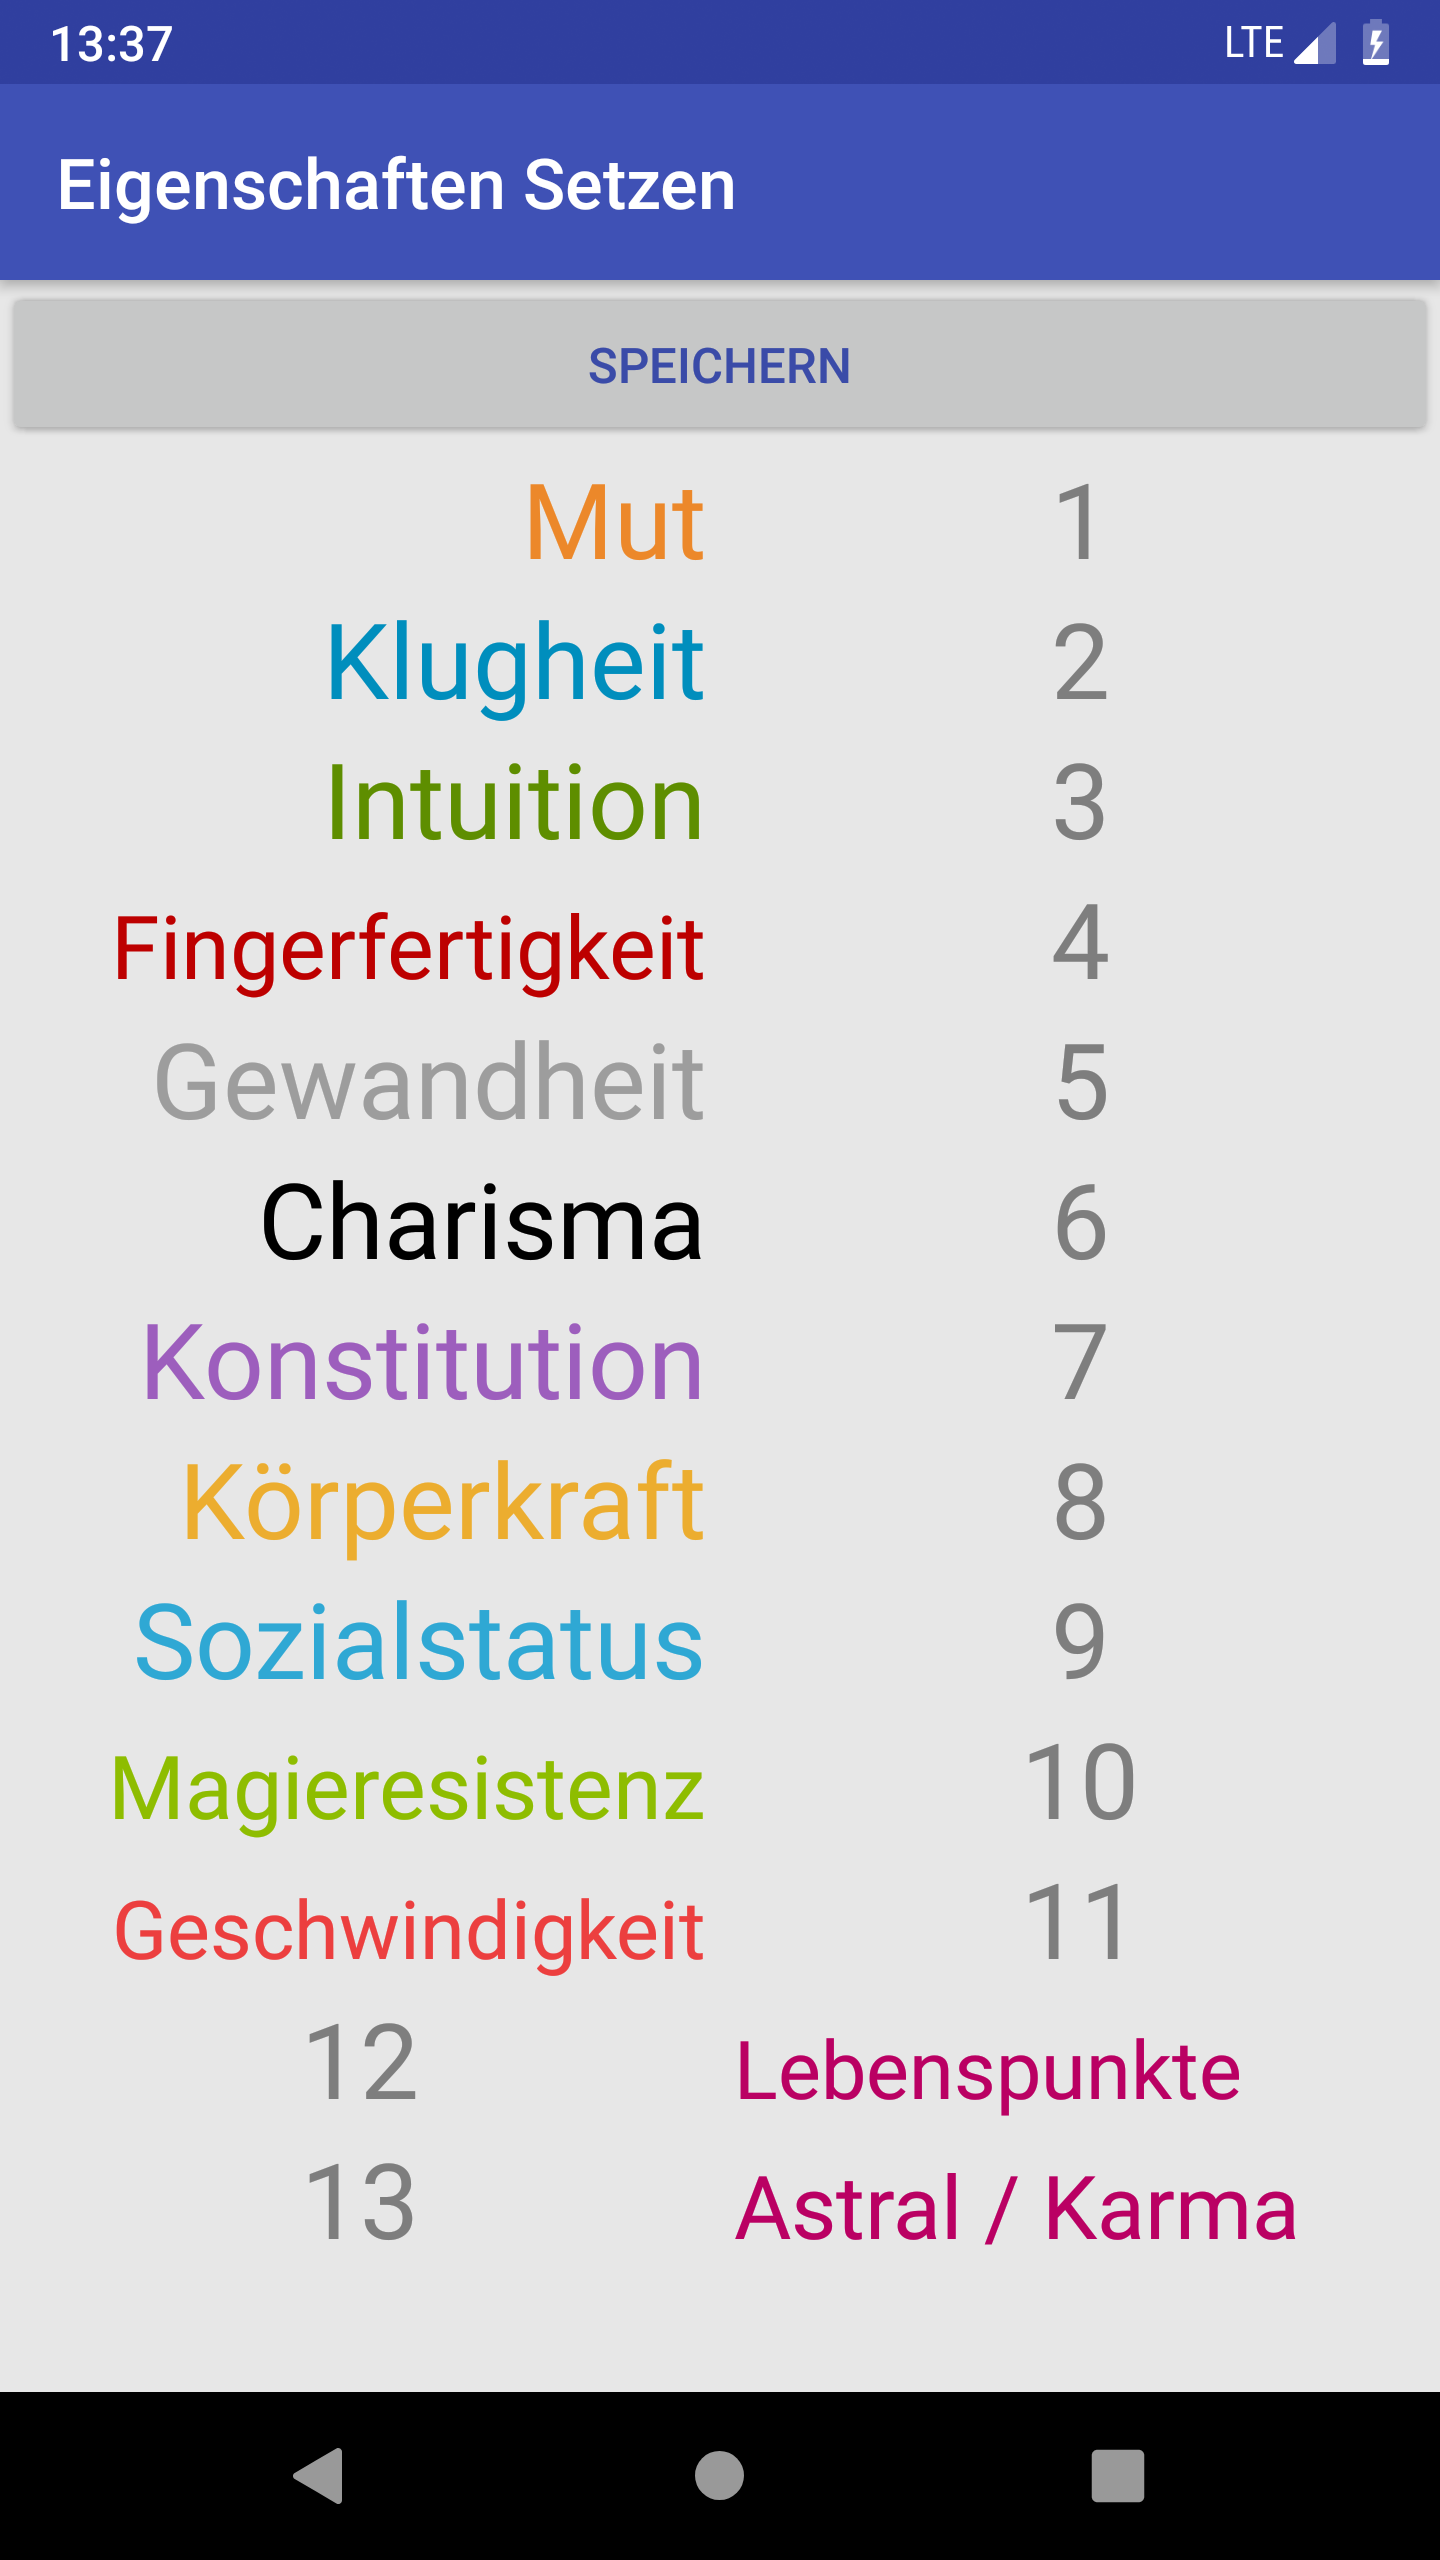 13:37 LTE
Eigenschaften Setzen
SPEICHERN
Mut 1
Klugheit 2
Intuition 3
Fingerfertigkeit 4
Gewandheit 5
Charisma 6
Konstitution 7
Körperkraft 8
Sozialstatus 9
Magieresistenz 10
Geschwindigkeit 11
12 Lebenspunkte
13 Astral / Karma